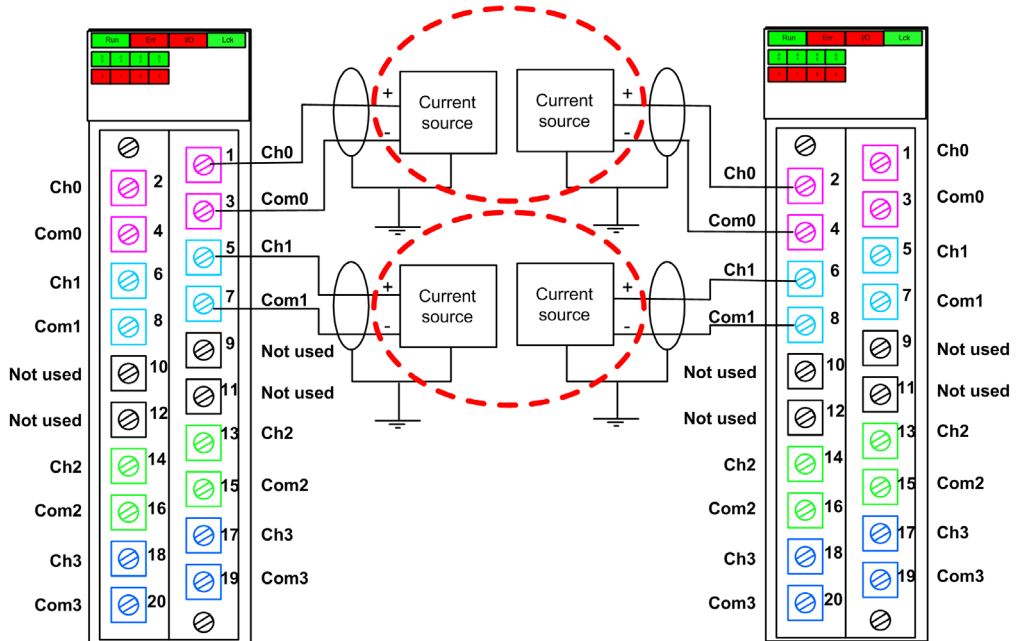 Run Err I/O Lck
Ch0
Com0
Ch1
Com1
Not used
Not used
Ch2
Com2
Ch3
Com3
2
4
6
8
10
12
14
16
18
20
1
3
5
7
9
11
13
15
17
19
Ch0
Com0
Ch1
Com1
Not used
Not used
Ch2
Com2
Ch3
Com3
+
-
Current
source
Current
source
+
-
+
-
Current
source
Current
source
+
-
Run Err I/O Lck
Ch0
Com0
Ch1
Com1
Not used
Not used
Ch2
Com2
Ch3
Com3
2
4
6
8
10
12
14
16
18
20
1
3
5
7
9
11
13
15
17
19
Ch0
Com0
Ch1
Com1
Not used
Not used
Ch2
Com2
Ch3
Com3